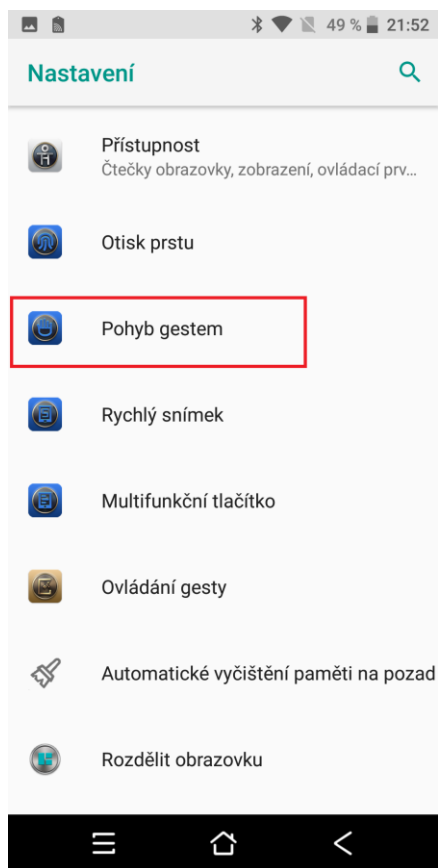 49 % 21:52
Nastavení
Přístupnost
Čtečky obrazovky, zobrazení, ovládací prv...
Otisk prstu
Pohyb gestem
Rychlý snímek
Multifunkční tlačítko
Ovládání gesty
Automatické vyčištění paměti na pozad
Rozdělit obrazovku